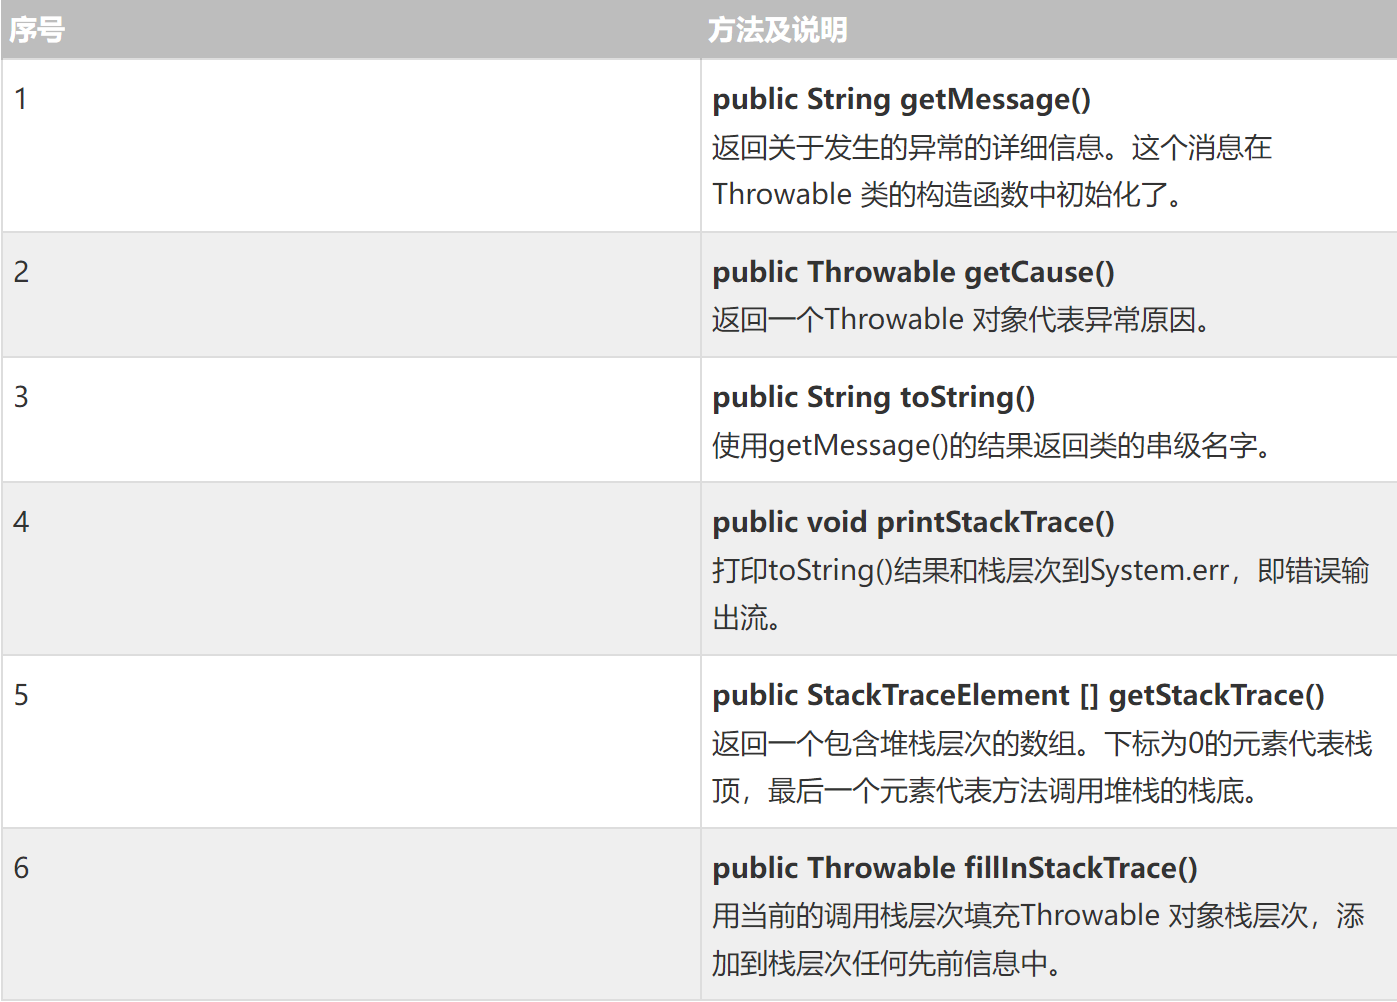 序号 方法及说明
1 public String getMessage()
返回关于发生的异常的详细信息。这个消息在
Throwable 类的构造函数中初始化了。
2 public Throwable getCause()
返回一个Throwable 对象代表异常原因。
3 public String toString()
使用getMessage()的结果返回类的串级名字。
4 public void printStackTrace()
打印toString()结果和栈层次到System.err，即错误输
出流。
5 public StackTraceElement [] getStackTrace()
返回一个包含堆栈层次的数组。下标为0的元素代表栈
顶，最后一个元素代表方法调用堆栈的栈底。
6 public Throwable fillInStackTrace()
用当前的调用栈层次填充Throwable 对象栈层次，添
加到栈层次任何先前信息中。